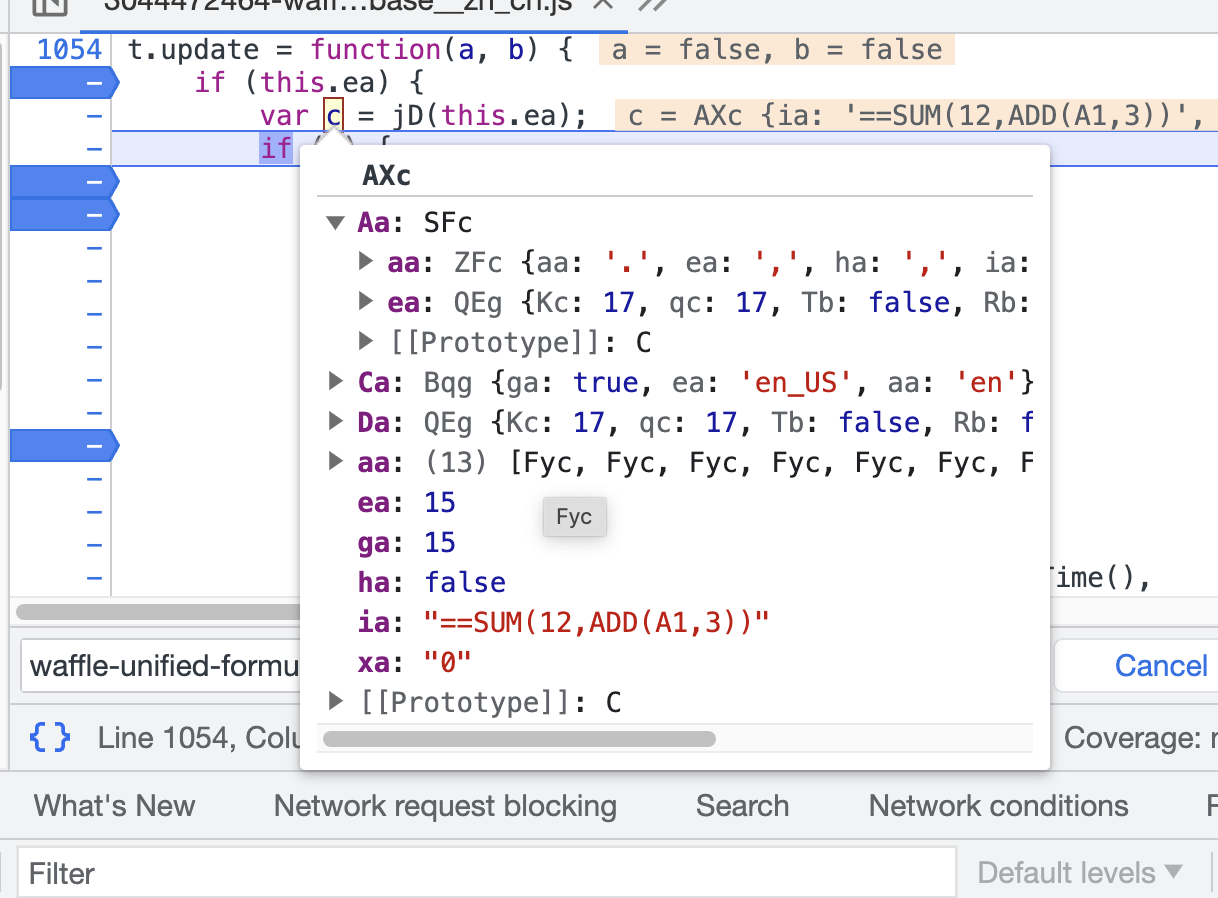 3044472464-waff…base__zh_cn.js × »
1054 t.update = function(a, b) { a = false, b = false
– if (this.ea) {
– var c = jD(this.ea); c = AXc {ia: '==SUM(12,ADD(A1,3))',
– if
AXc
▼ Aa: SFc
▶ aa: ZFc {aa: '.', ea: ',', ha: ',', ia:
▶ ea: QEg {Kc: 17, qc: 17, Tb: false, Rb:
▶ [[Prototype]]: C
▶ Ca: Bqg {ga: true, ea: 'en_US', aa: 'en'}
▶ Da: QEg {Kc: 17, qc: 17, Tb: false, Rb: f
▶ aa: (13) [Fyc, Fyc, Fyc, Fyc, Fyc, Fyc, F
ea: 15
Fyc
ga: 15
ha: false
Time(),
ia: "==SUM(12,ADD(A1,3))"
xa: "0"
▶ [[Prototype]]: C
waffle-unified-formu
Cancel
{} Line 1054, Colu
Coverage: n
What's New Network request blocking Search Network conditions
Filter Default levels ▼